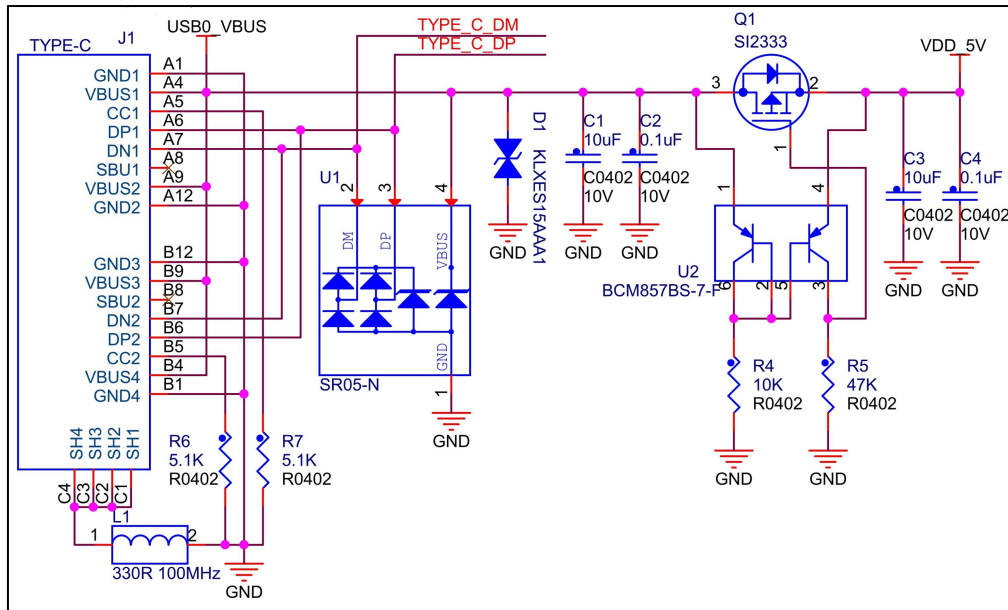 USB0_VBUS
TYPE_C_DM
TYPE_C_DP
TYPE-C
J1
GND1
A1
VBUS1
A4
CC1
A5
DP1
A6
DN1
A7
SBU1
A8
VBUS2
A9
GND2
A12
GND3
B12
VBUS3
B9
SBU2
B8
DN2
B7
DP2
B6
CC2
B5
VBUS4
B4
GND4
B1
SH4
SH3
SH2
SH1
C4
C3
C2
C1
L1
1
2
330R 100MHz
R6
5.1K
R0402
R7
5.1K
R0402
GND
U1
2
3
4
DM
DP
VBUS
GND
SR05-N
1
GND
D1 KLXES15AAA1
GND
C1
10uF
C0402
10V
GND
C2
0.1uF
C0402
10V
GND
Q1
SI2333
3
2
1
VDD_5V
C3
10uF
C0402
10V
GND
C4
0.1uF
C0402
10V
GND
1
4
U2
BCM857BS-7-F
6
2
5
3
R4
10K
R0402
GND
R5
47K
R0402
GND